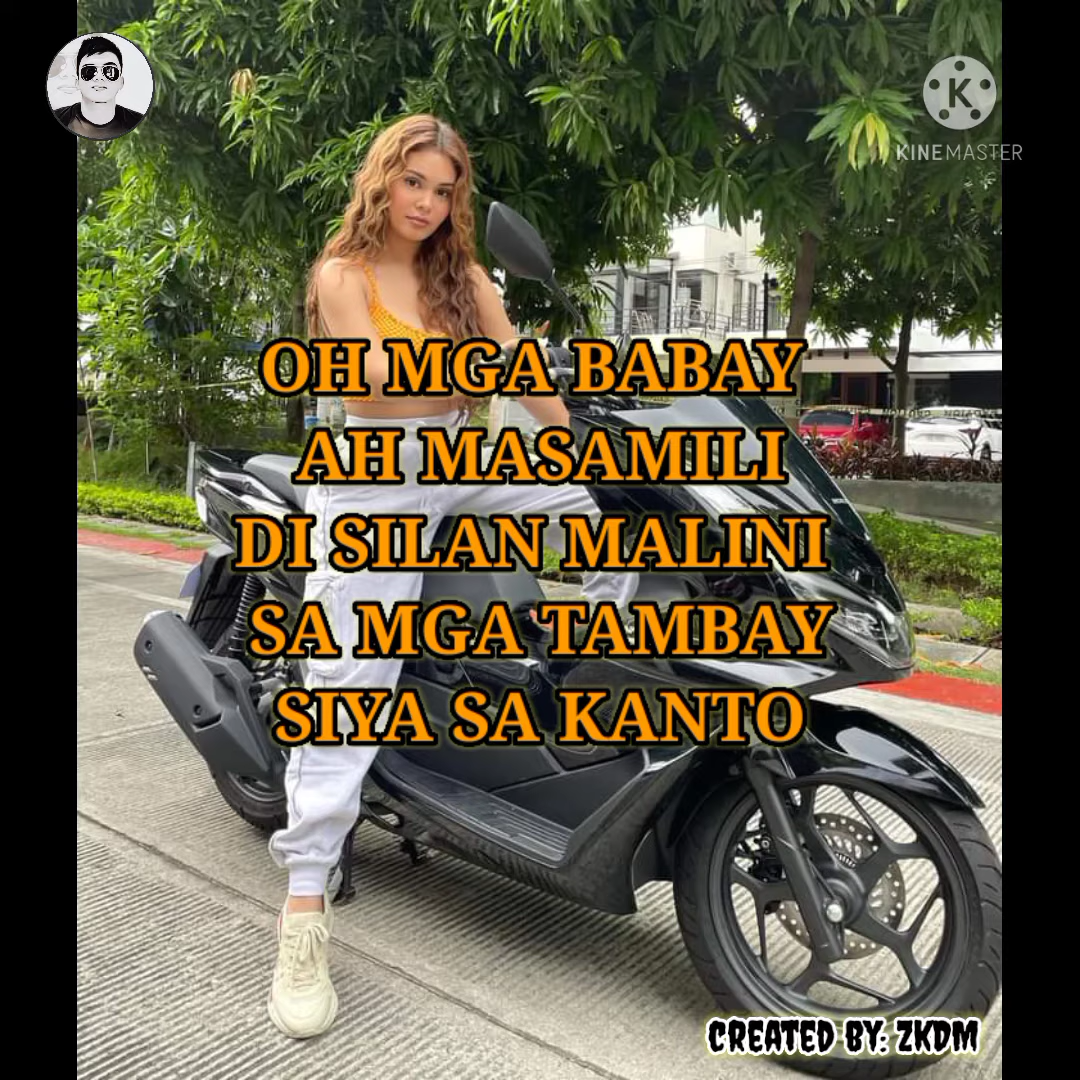 K
KINEMASTER
OH MGA BABAY
AH MASAMILI
DI SILAN MALINI
SA MGA TAMBAY
SIYA SA KANTO
CREATED BY: ZKDM